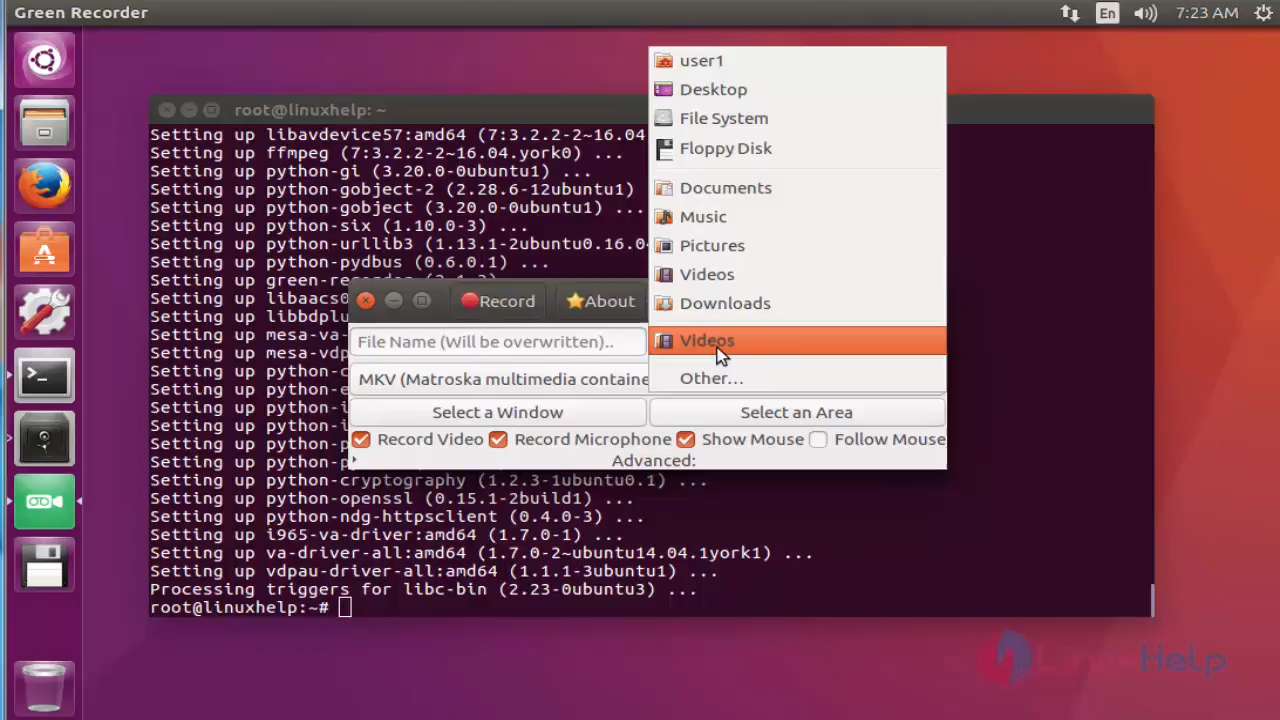 Green Recorder
En
7:23 AM
root@linuxhelp: ~
Setting up libavdevice57:amd64 (7:3.2.2-2~16.04
Setting up ffmpeg (7:3.2.2-2~16.04.york0) ...
Setting up python-gi (3.20.0-0ubuntu1) ...
Setting up python-gobject-2 (2.28.6-12ubuntu1)
Setting up python-gobject (3.20.0-0ubuntu1) ...
Setting up python-six (1.10.0-3) ...
Setting up python-urllib3 (1.13.1-2ubuntu0.16.04
Setting up python-pydbus (0.6.0.1) ...
Setting up green-
Setting up libaacs0
Setting up libbdplu
Setting up mesa-va-
Setting up mesa-vdp
Setting up python-c
Setting up python-e
Setting up python-i
Setting up python-i
Setting up python-p
Setting up python-p
Setting up python-cryptography (1.2.3-1ubuntu0.1) ...
Setting up python-openssl (0.15.1-2build1) ...
Setting up python-ndg-httpsclient (0.4.0-3) ...
Setting up i965-va-driver:amd64 (1.7.0-1) ...
Setting up va-driver-all:amd64 (1.7.0-2~ubuntu14.04.1york1) ...
Setting up vdpau-driver-all:amd64 (1.1.1-3ubuntu1) ...
Processing triggers for libc-bin (2.23-0ubuntu3) ...
root@linuxhelp:~#
Record
About
File Name (Will be overwritten)..
MKV (Matroska multimedia containe
Select a Window
Select an Area
Record Video
Record Microphone
Show Mouse
Follow Mouse
Advanced:
user1
Desktop
File System
Floppy Disk
Documents
Music
Pictures
Videos
Downloads
Videos
Other...
LinuxHelp